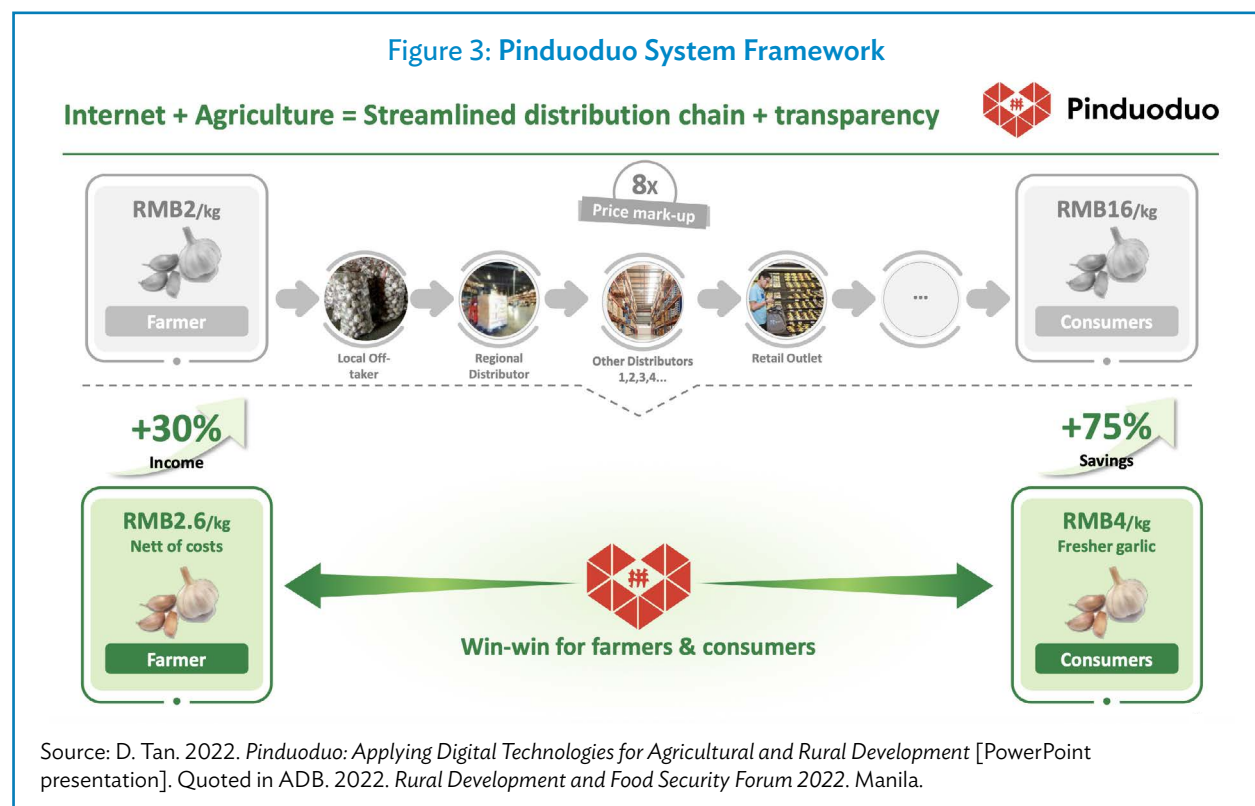 Figure 3: Pinduoduo System Framework
Internet + Agriculture = Streamlined distribution chain + transparency
拼
Pinduoduo
8x
Price mark-up
RMB2/kg
Farmer
RMB16/kg
Consumers
...
Local Off-
taker
Regional
Distributor
Other Distributors
1,2,3,4...
Retail Outlet
+30%
Income
+75%
Savings
RMB2.6/kg
Nett of costs
Farmer
拼
Win-win for farmers & consumers
RMB4/kg
Fresher garlic
Consumers
Source: D. Tan. 2022. Pinduoduo: Applying Digital Technologies for Agricultural and Rural Development [PowerPoint
presentation]. Quoted in ADB. 2022. Rural Development and Food Security Forum 2022. Manila.